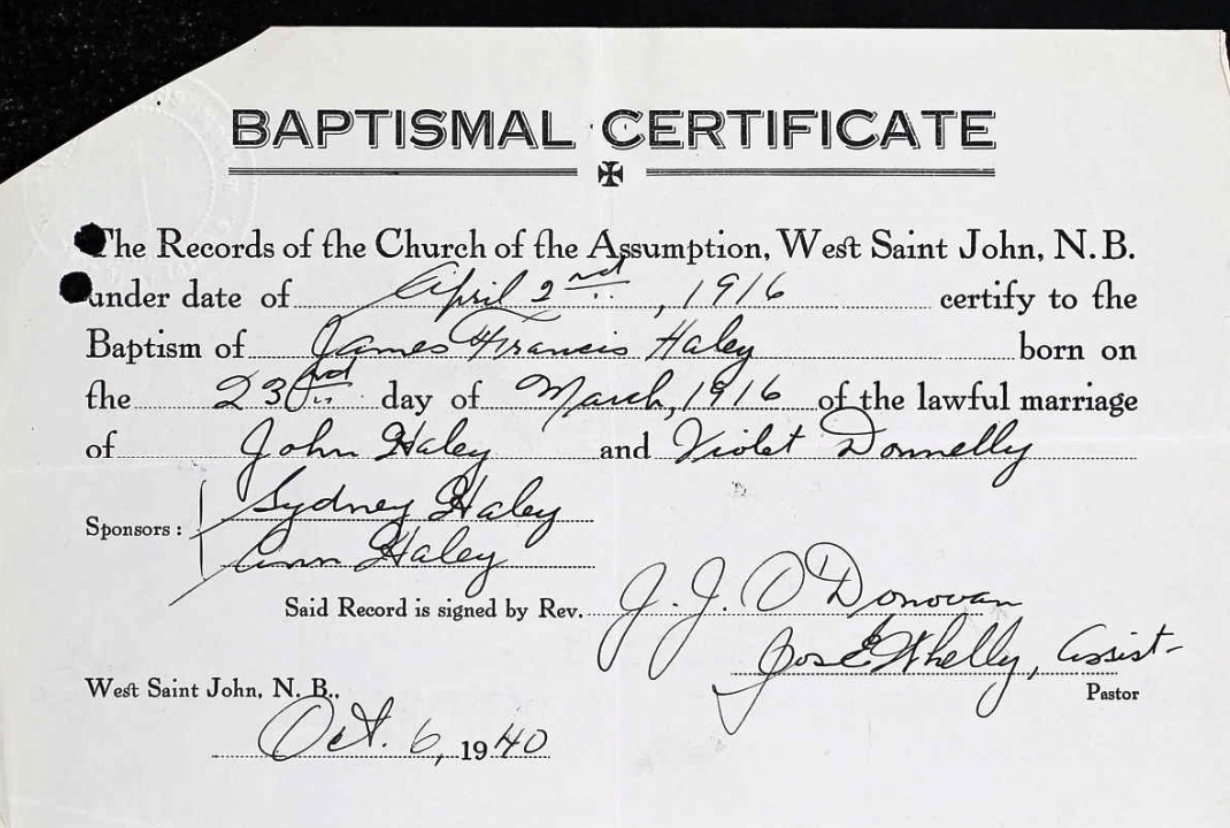 BAPTISMAL CERTIFICATE
The Records of the Church of the Assumption, West Saint John, N.B.
under date of April 2nd, 1916 certify to the
Baptism of James Francis Haley born on
the 23rd day of March, 1916 of the lawful marriage
of John Haley and Violet Donnelly
Sponsors : Sydney Haley
Ann Haley
Said Record is signed by Rev. J. J. O'Donovan
Jos E Whelly, Assist-
Pastor
West Saint John, N. B..
Oct. 6, 1940